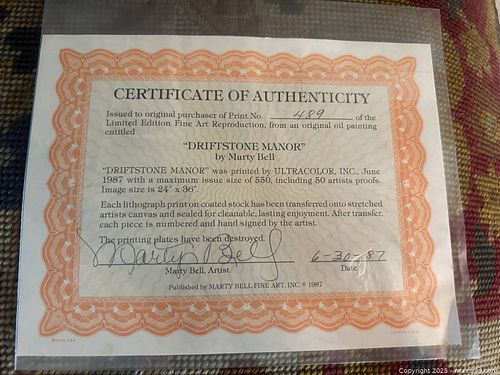 CERTIFICATE OF AUTHENTICITY
Issued to original purchaser of Print No. 489 of the
Limited Edition Fine Art Reproduction, from an original oil painting
entitled
"DRIFTSTONE MANOR"
by Marty Bell
"DRIFTSTONE MANOR" was printed by ULTRACOLOR, INC., June
1987 with a maximum issue size of 550, including 50 artists proofs.
Image size is 24" x 36".
Each lithograph print on coated stock has been transferred onto stretched
artists canvas and sealed for cleanable, lasting enjoyment. After transfer,
each piece is numbered and hand signed by the artist.
The printing plates have been destroyed.
Marty Bell 6-30-87
Marty Bell, Artist Date
Published by MARTY BELL FINE ART, INC. © 1987
Copyright 2025